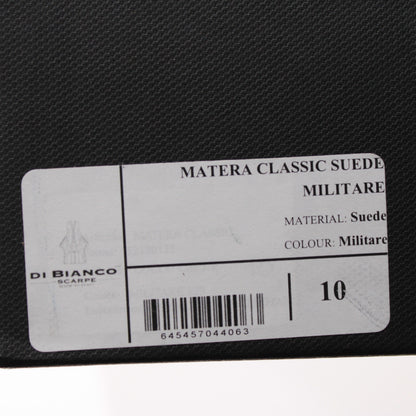 MATERA CLASSIC SUEDE
MILITARE
MATERIAL: Suede
COLOUR: Militare
DI BIANCO
SCARPE
10
645457044063